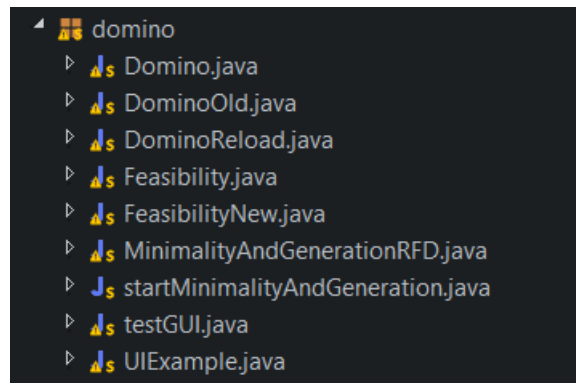 domino
Domino.java
DominoOld.java
DominoReload.java
Feasibility.java
FeasibilityNew.java
MinimalityAndGenerationRFD.java
startMinimalityAndGeneration.java
testGUI.java
UIExample.java